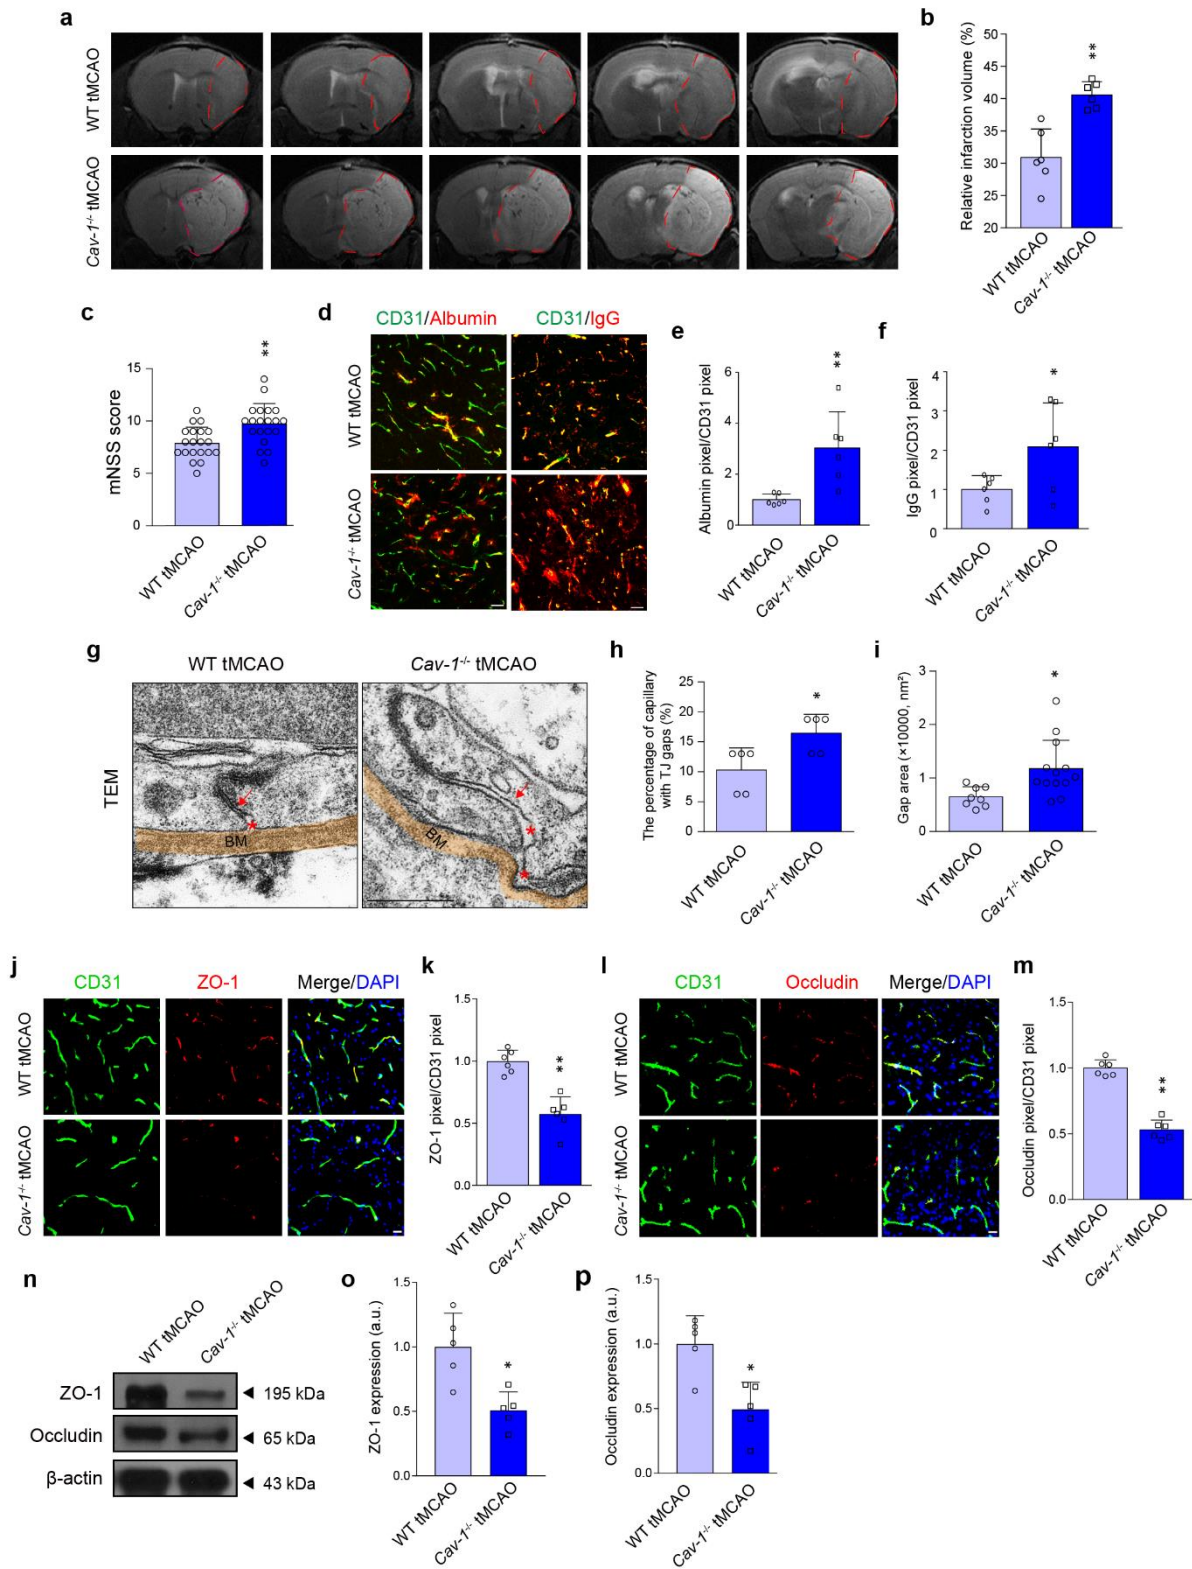 a
WT tMCAO
Cav-1-/- tMCAO
b
Relative infarction volume (%)
50
45
40
35
30
25
20
**
WT tMCAO
Cav-1-/- tMCAO
c
mNSS score
15
10
5
0
**
WT tMCAO
Cav-1-/- tMCAO
d
CD31/Albumin
CD31/IgG
WT tMCAO
Cav-1-/- tMCAO
e
Albumin pixel/CD31 pixel
6
4
2
0
**
WT tMCAO
Cav-1-/- tMCAO
f
IgG pixel/CD31 pixel
4
3
2
1
0
*
WT tMCAO
Cav-1-/- tMCAO
g
WT tMCAO
Cav-1-/- tMCAO
TEM
*
BM
*
BM
*
h
The percentage of capillary
with TJ gaps (%)
25
20
15
10
5
0
*
WT tMCAO
Cav-1-/- tMCAO
i
Gap area (×10000, nm²)
3
2
1
0
*
WT tMCAO
Cav-1-/- tMCAO
j
CD31
ZO-1
Merge/DAPI
WT tMCAO
Cav-1-/- tMCAO
k
ZO-1 pixel/CD31 pixel
1.5
1.0
0.5
0.0
**
WT tMCAO
Cav-1-/- tMCAO
l
CD31
Occludin
Merge/DAPI
WT tMCAO
Cav-1-/- tMCAO
m
Occludin pixel/CD31 pixel
1.5
1.0
0.5
0.0
**
WT tMCAO
Cav-1-/- tMCAO
n
WT tMCAO
Cav-1-/- tMCAO
ZO-1
195 kDa
Occludin
65 kDa
β-actin
43 kDa
o
ZO-1 expression (a.u.)
1.5
1.0
0.5
0.0
*
WT tMCAO
Cav-1-/- tMCAO
p
Occludin expression (a.u.)
1.5
1.0
0.5
0.0
*
WT tMCAO
Cav-1-/- tMCAO